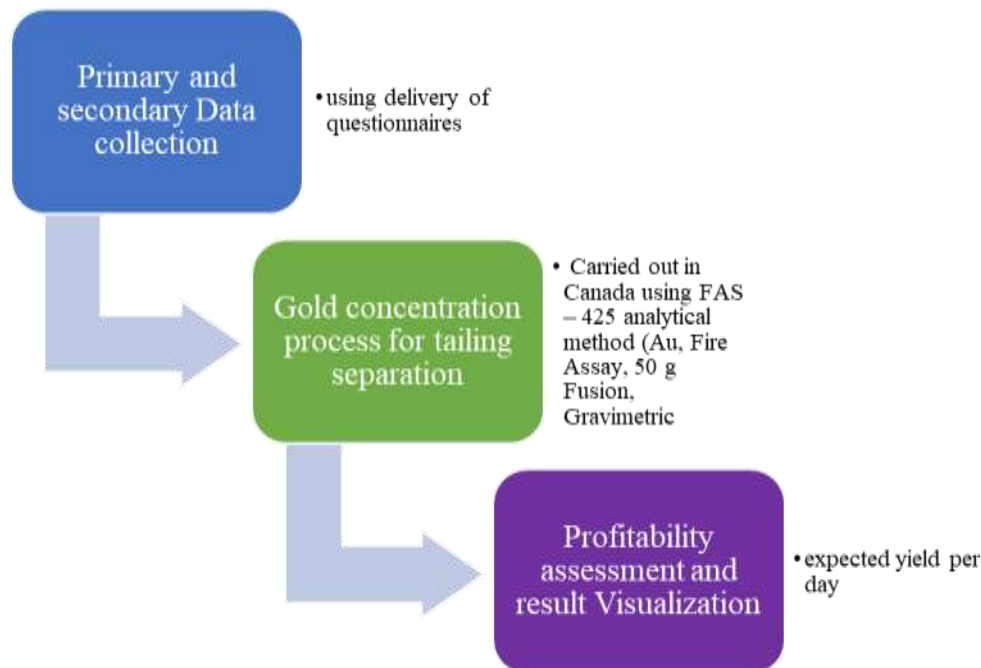 Primary and
secondary Data
collection
•using delivery of
questionnaires
Gold concentration
process for tailing
separation
• Carried out in
Canada using FAS
– 425 analytical
method (Au, Fire
Assay, 50 g
Fusion,
Gravimetric
Profitability
assessment and
result Visualization
•expected yield per
day